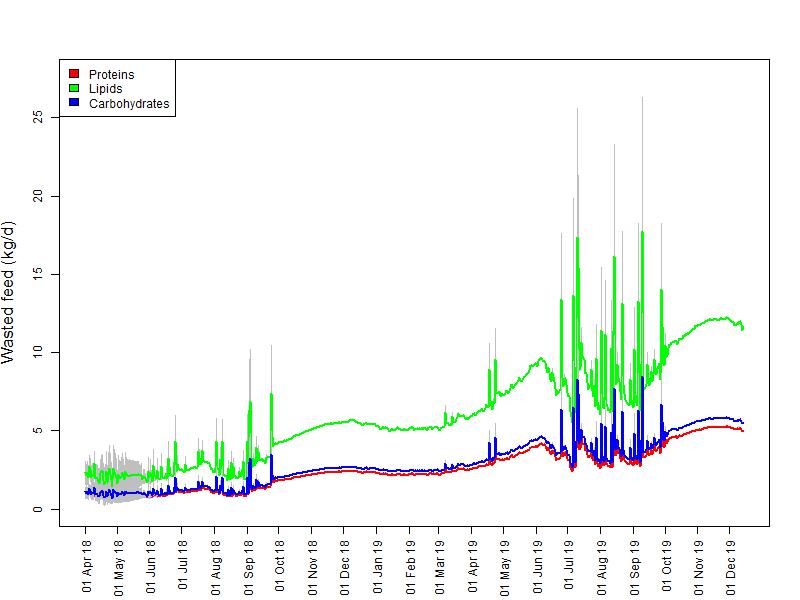 Proteins
Lipids
Carbohydrates
Wasted feed (kg/d)
25
20
15
10
5
0
01 Apr 18
01 May 18
01 Jun 18
01 Jul 18
01 Aug 18
01 Sep 18
01 Oct 18
01 Nov 18
01 Dec 18
01 Jan 19
01 Feb 19
01 Mar 19
01 Apr 19
01 May 19
01 Jun 19
01 Jul 19
01 Aug 19
01 Sep 19
01 Oct 19
01 Nov 19
01 Dec 19